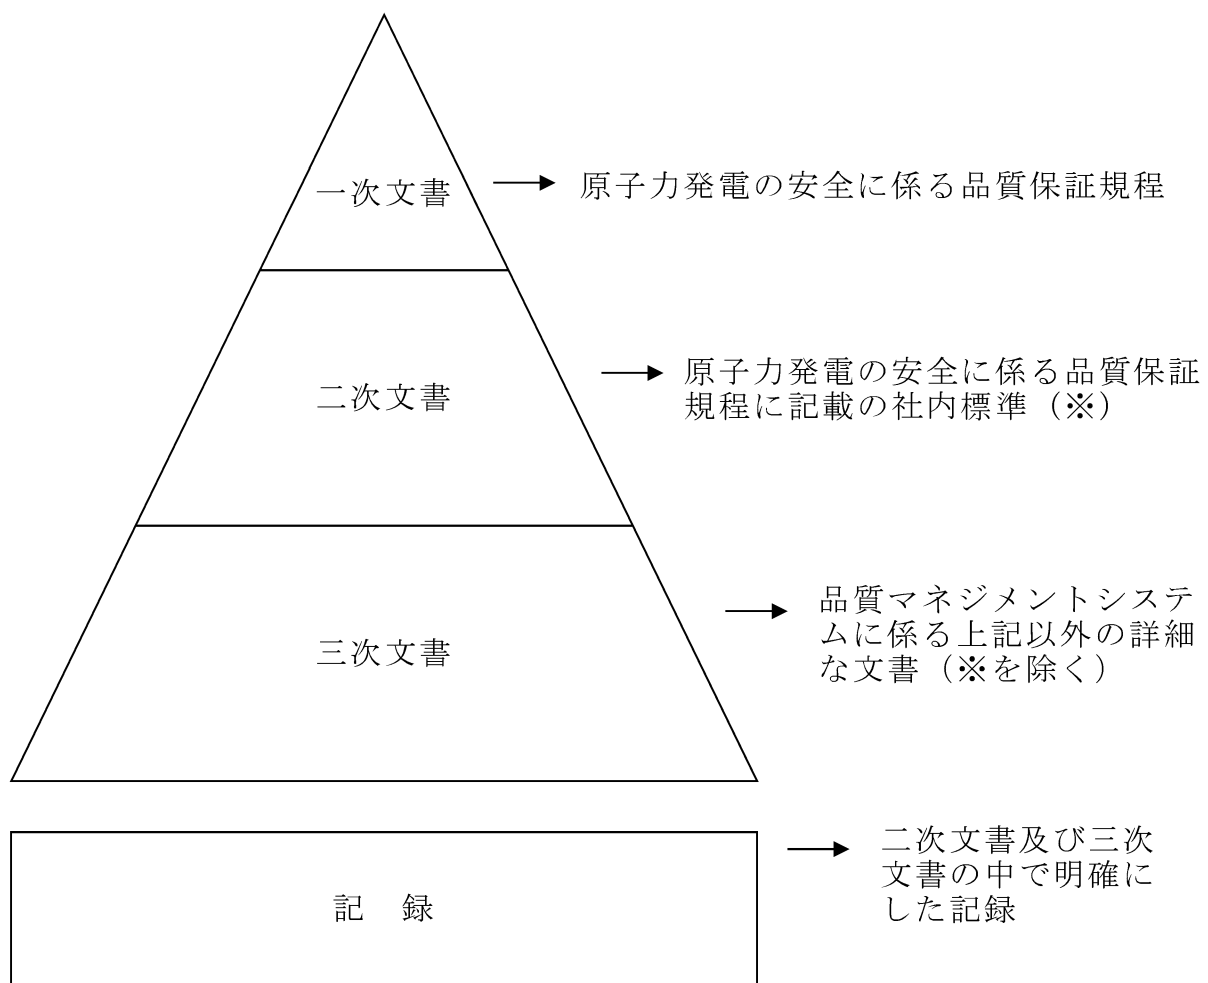 一次文書
原子力発電の安全に係る品質保証規程
二次文書
原子力発電の安全に係る品質保証
規程に記載の社内標準（※）
三次文書
品質マネジメントシステ
ムに係る上記以外の詳細
な文書（※を除く）
記　録
二次文書及び三次
文書の中で明確に
した記録